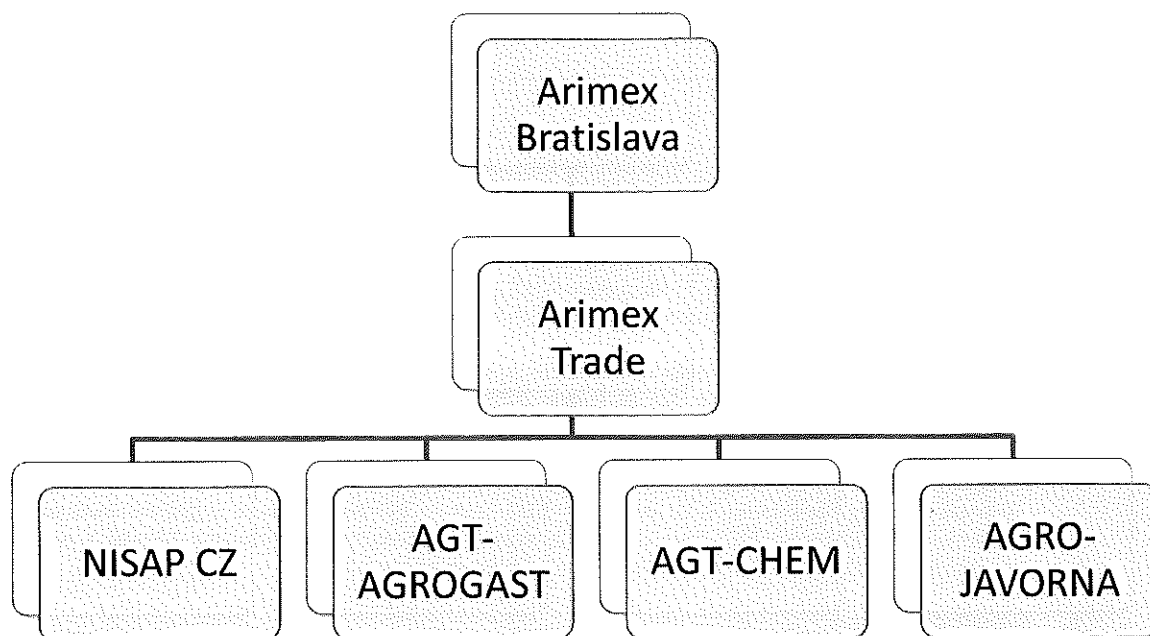 Arimex
Bratislava
Arimex
Trade
NISAP CZ
AGT-
AGROGAST
AGT-CHEM
AGRO-
JAVORNA